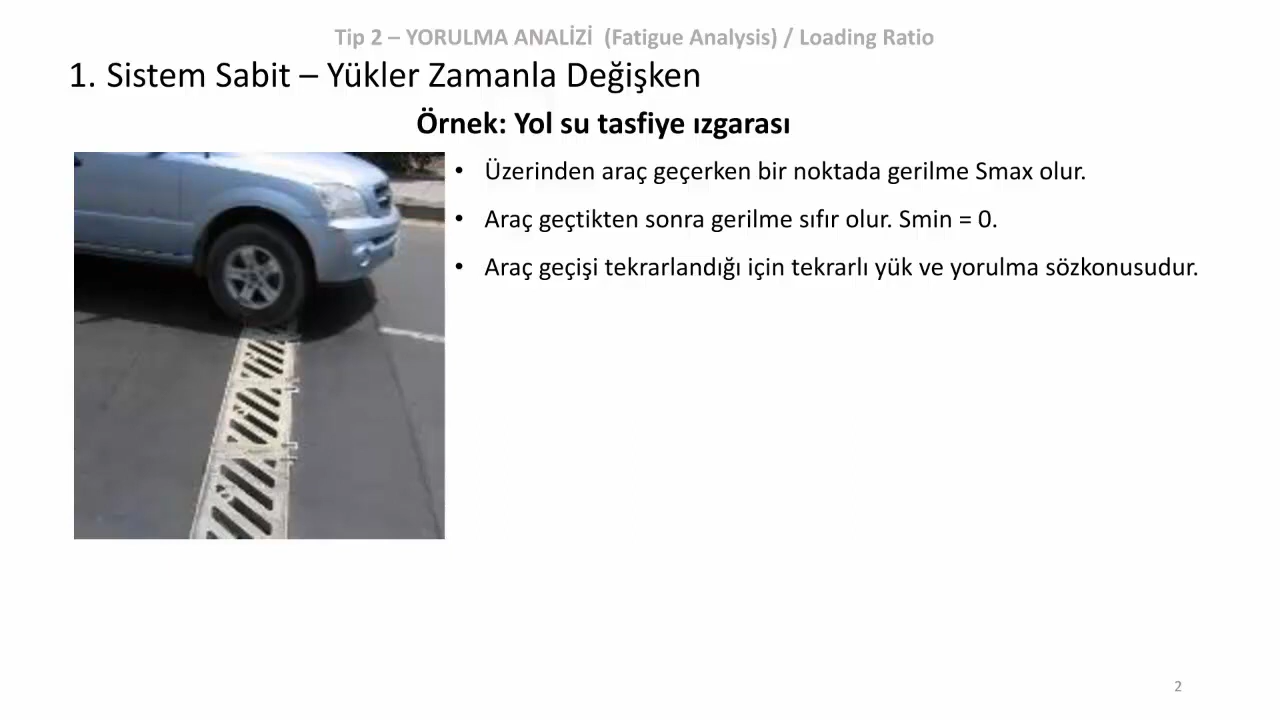 Tip 2 – YORULMA ANALİZİ  (Fatigue Analysis) / Loading Ratio
1. Sistem Sabit – Yükler Zamanla Değişken
Örnek: Yol su tasfiye ızgarası
• Üzerinden araç geçerken bir noktada gerilme Smax olur.
• Araç geçtikten sonra gerilme sıfır olur. Smin = 0.
• Araç geçişi tekrarlandığı için tekrarlı yük ve yorulma sözkonusudur.
2